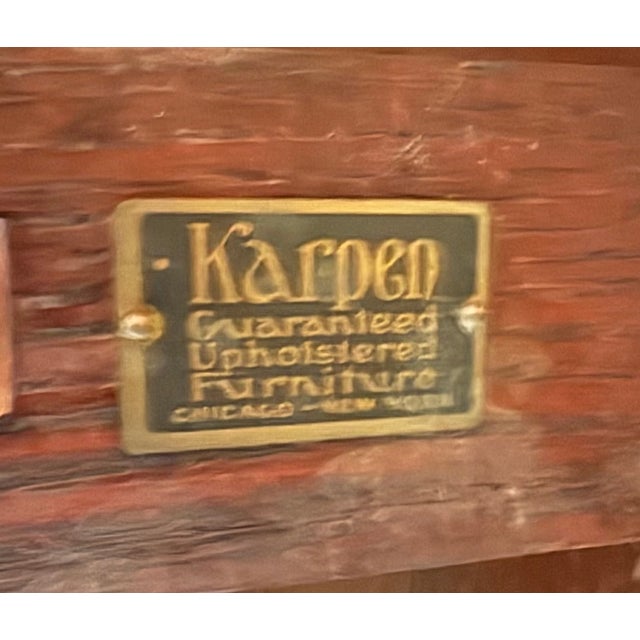 Karpen
Guaranteed
Upholstered
Furniture
CHICAGO - NEW YORK